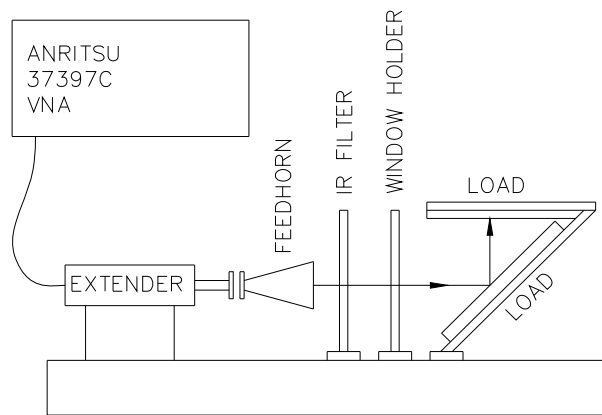 ANRITSU
37397C
VNA
FEEDHORN
IR FILTER
WINDOW HOLDER
LOAD
EXTENDER
LOAD